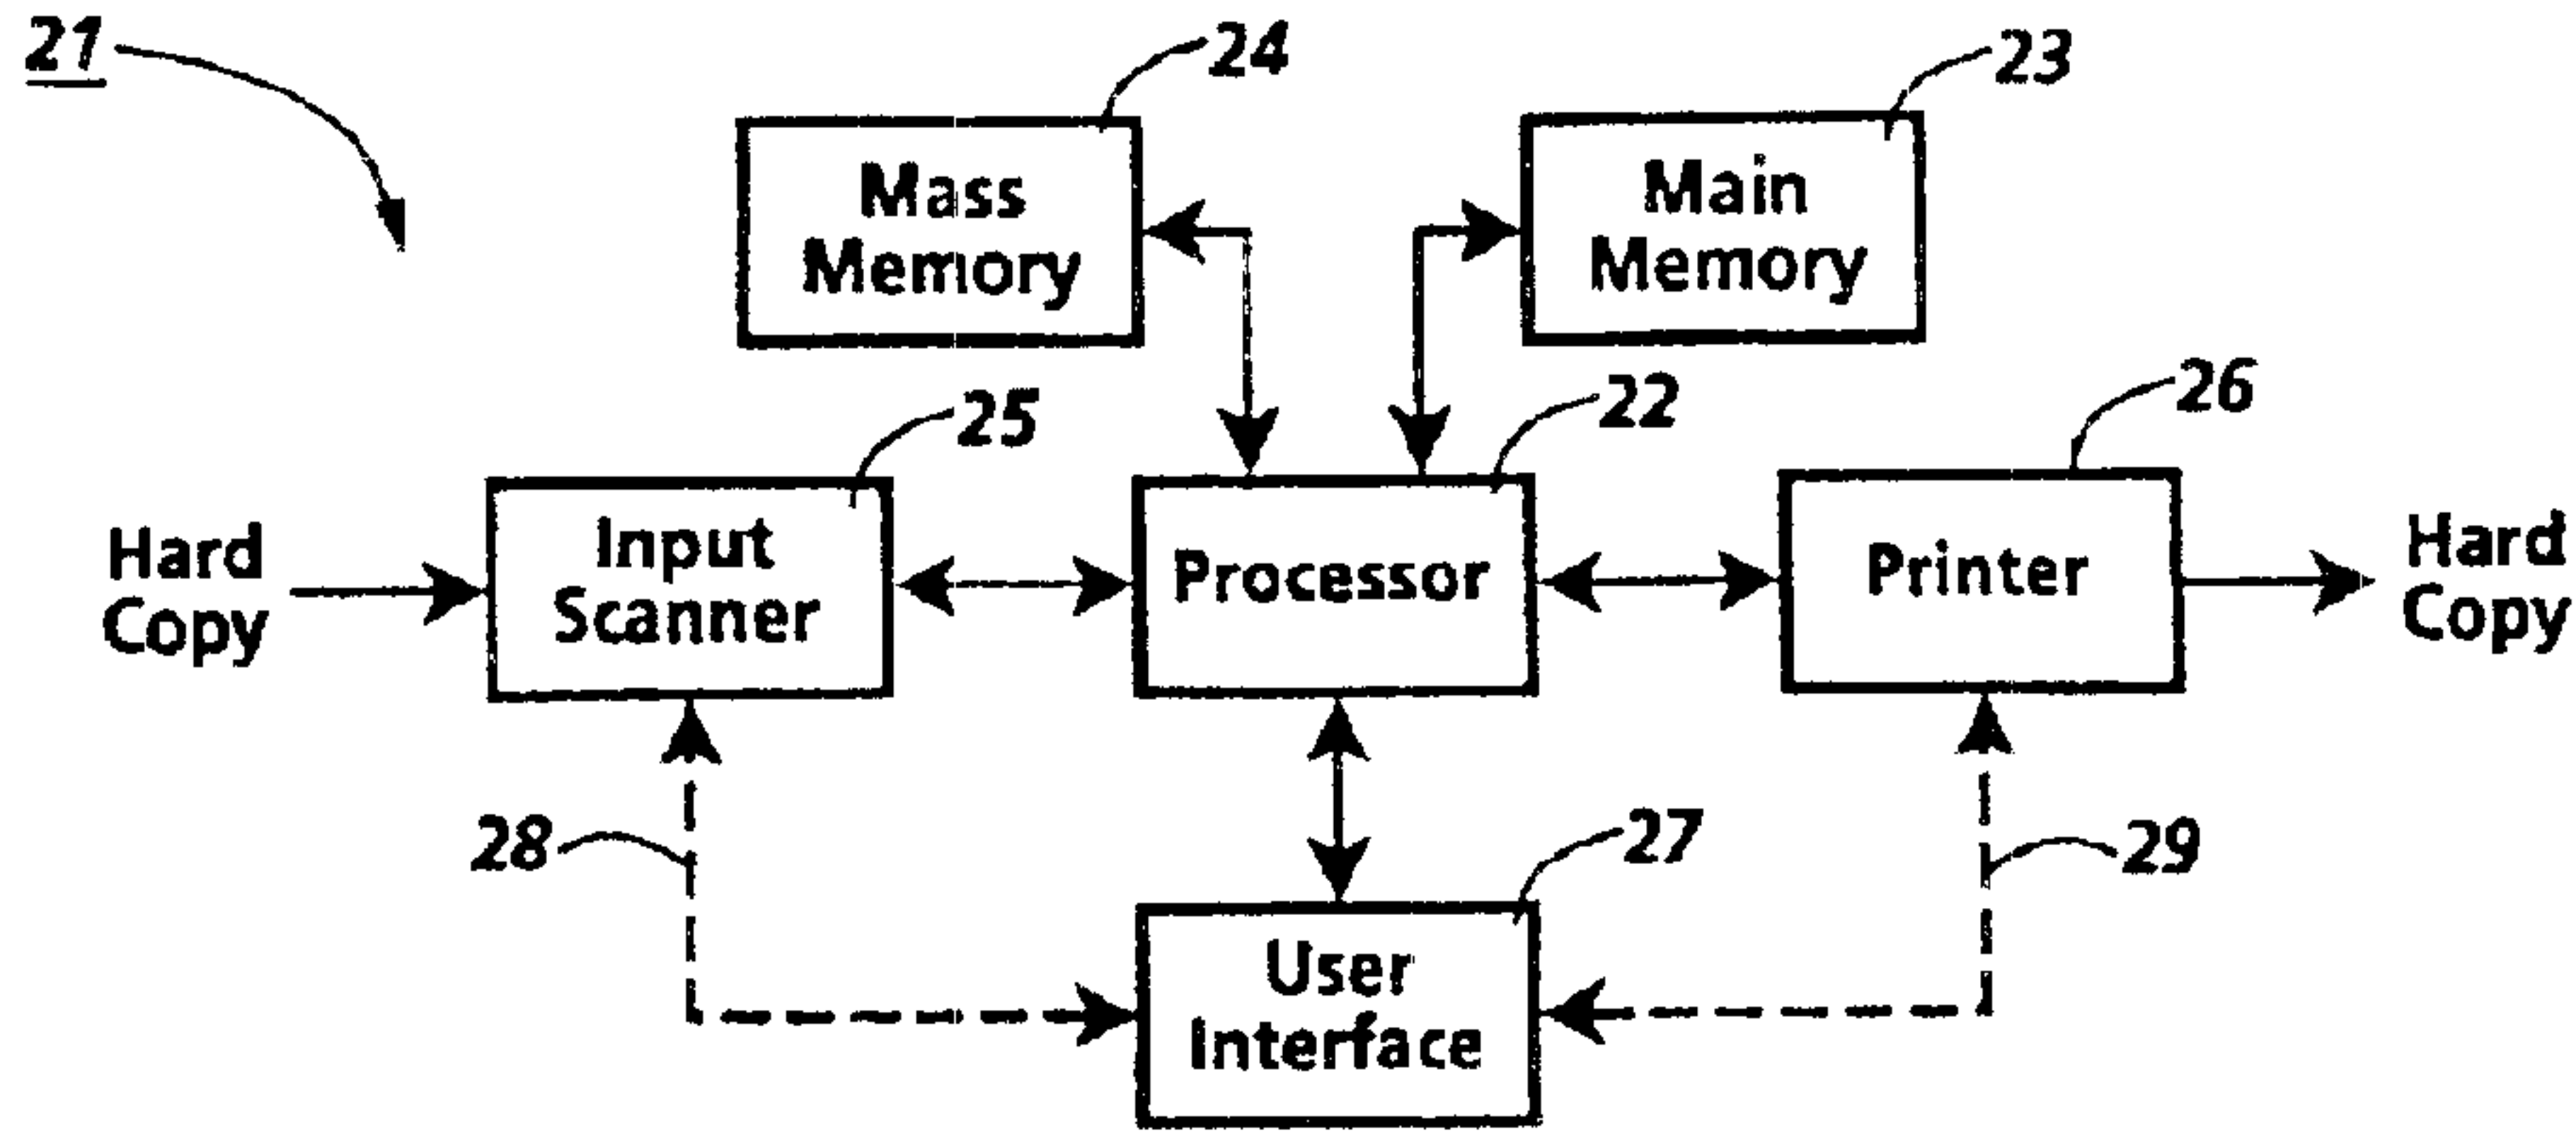 21
24
23
Mass
Memory
Main
Memory
25
22
26
Hard
Copy
Input
Scanner
Processor
Printer
Hard
Copy
28
27
29
User
Interface